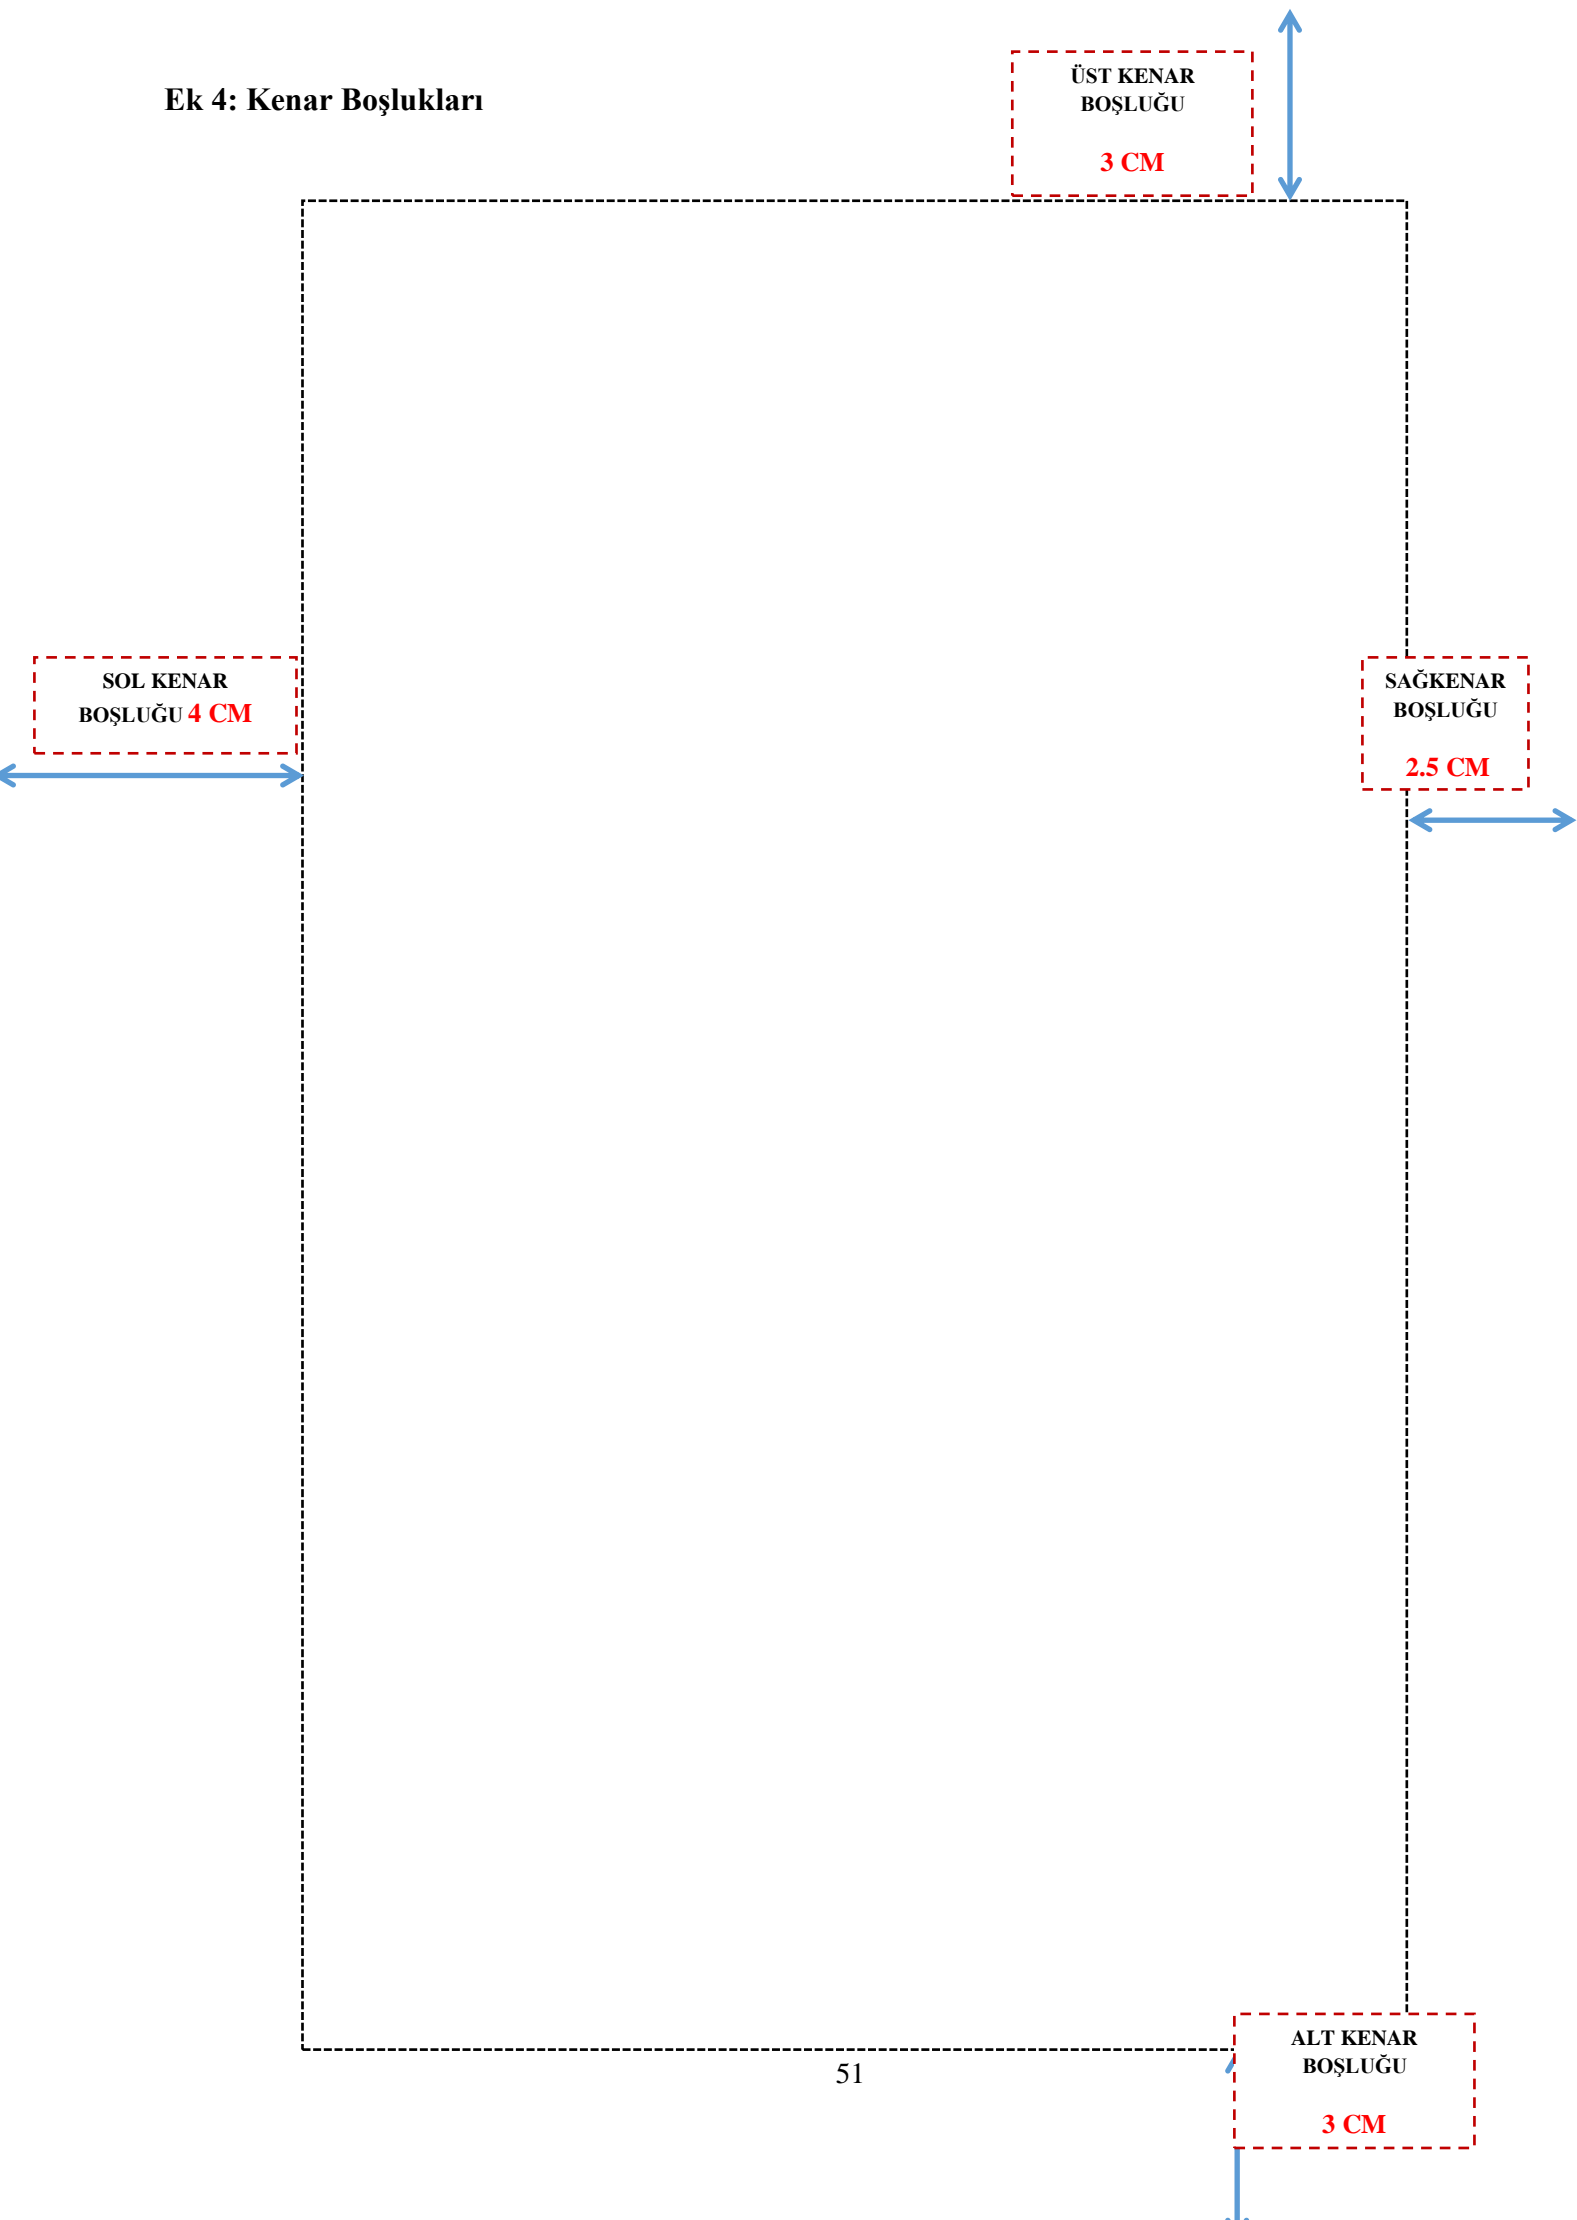 Ek 4: Kenar Boşlukları
ÜST KENAR
BOŞLUĞU
3 CM
SOL KENAR
BOŞLUĞU 4 CM
SAĞKENAR
BOŞLUĞU
2.5 CM
ALT KENAR
BOŞLUĞU
3 CM
51